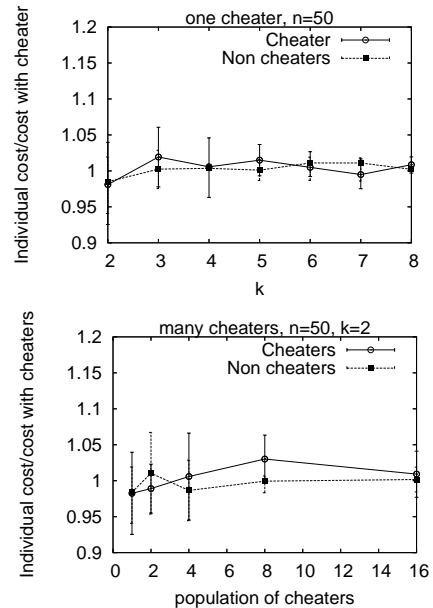 one cheater, n=50
Individual cost/cost with cheater
1.2
1.15
1.1
1.05
1
0.95
0.9
Cheater
Non cheaters
2 3 4 5 6 7 8
k
many cheaters, n=50, k=2
Individual cost/cost with cheaters
1.2
1.15
1.1
1.05
1
0.95
0.9
Cheaters
Non cheaters
0 2 4 6 8 10 12 14 16
population of cheaters